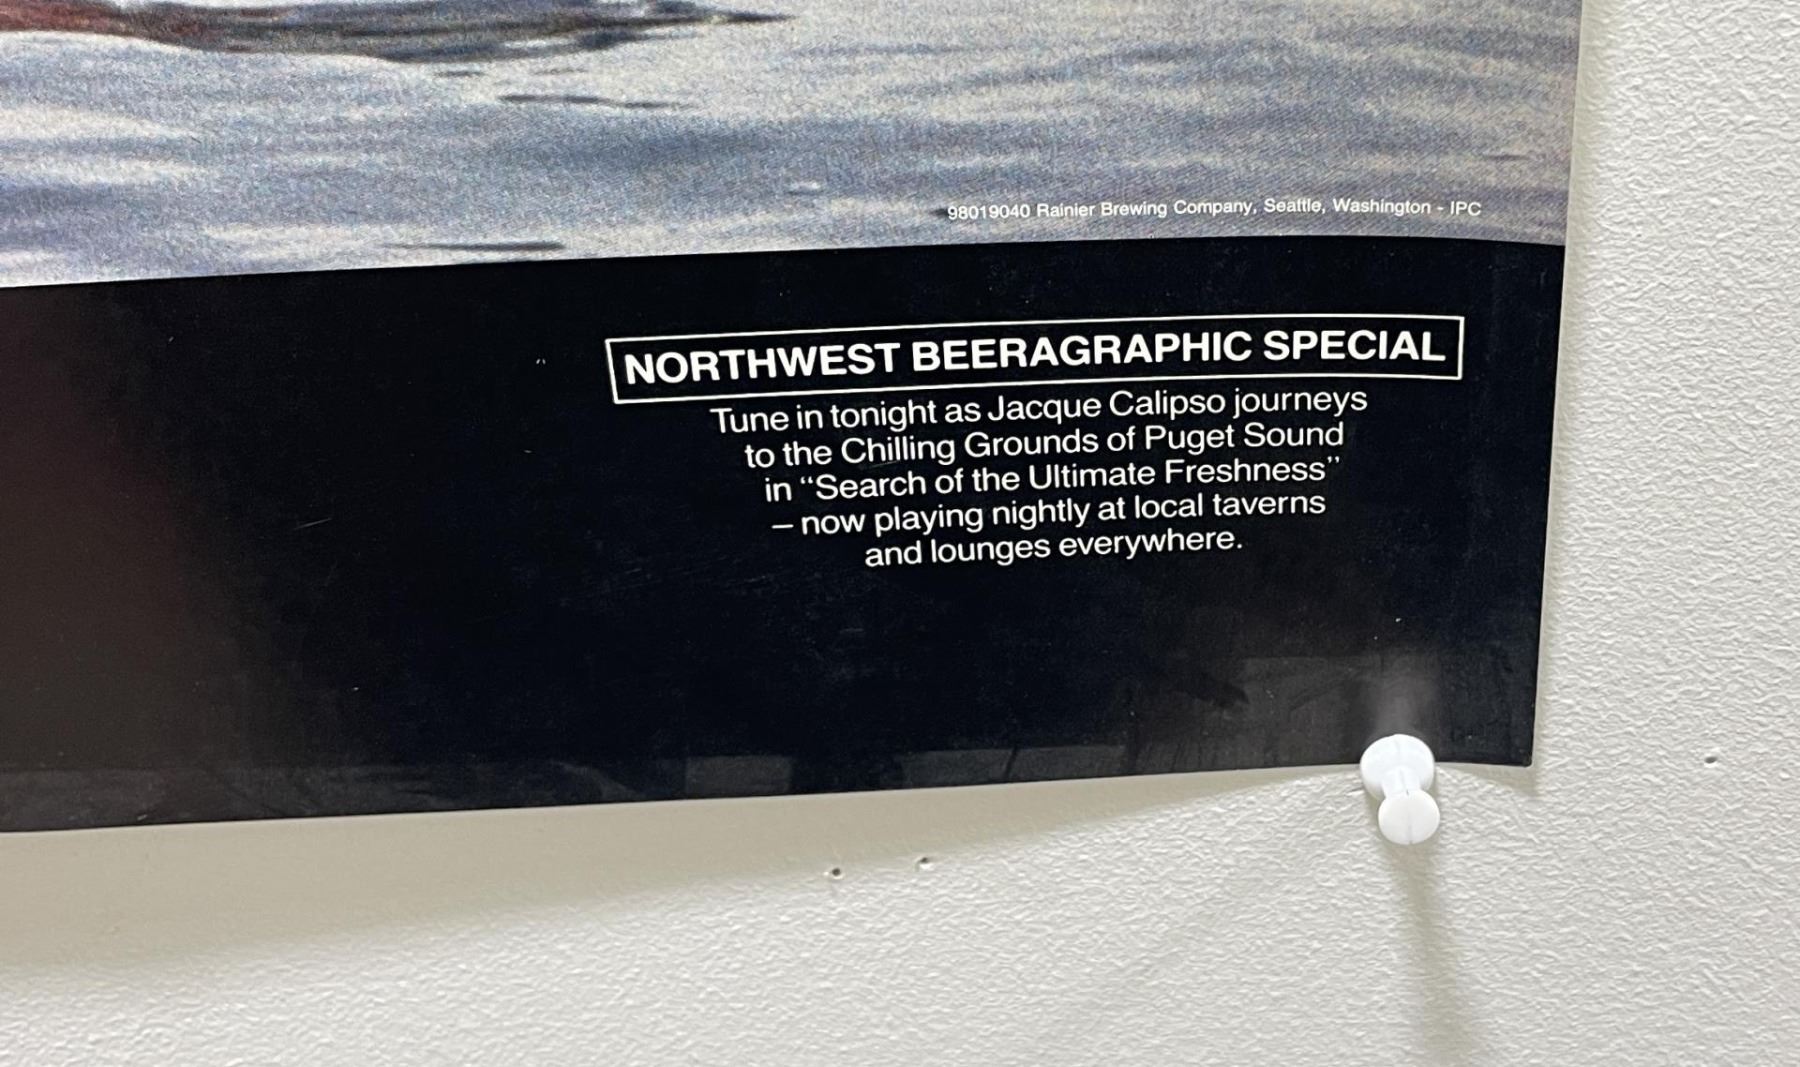 98019040 Rainier Brewing Company, Seattle, Washington - IPC
NORTHWEST BEERAGRAPHIC SPECIAL
Tune in tonight as Jacque Calipso journeys
to the Chilling Grounds of Puget Sound
in “Search of the Ultimate Freshness”
– now playing nightly at local taverns
and lounges everywhere.